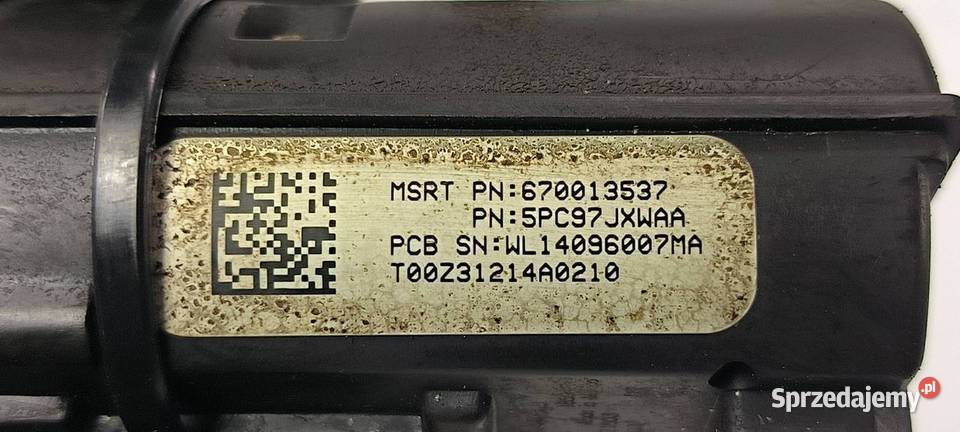 MSRT PN:670013537
PN:5PC97JXWAA
PCB SN:WL14096007MA
T00Z31214A0210
Sprzedajemy.pl